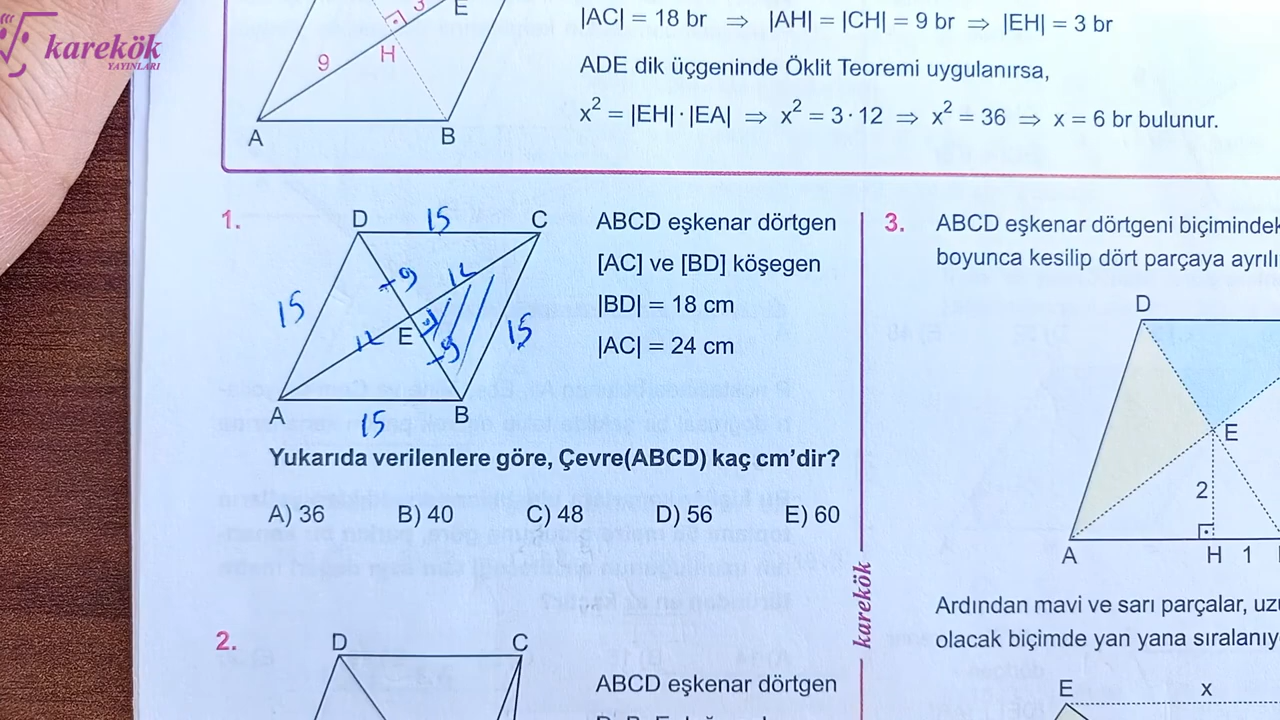 karekök
YAYINLARI
3
E
9
H
A
B
|AC| = 18 br ⇒ |AH| = |CH| = 9 br ⇒ |EH| = 3 br
ADE dik üçgeninde Öklit Teoremi uygulanırsa,
x² = |EH| · |EA| ⇒ x² = 3 · 12 ⇒ x² = 36 ⇒ x = 6 br bulunur.
1.
D
15
C
9
12
15
E
9
15
12
A
15
B
ABCD eşkenar dörtgen
[AC] ve [BD] köşegen
|BD| = 18 cm
|AC| = 24 cm
Yukarıda verilenlere göre, Çevre(ABCD) kaç cm'dir?
A) 36 B) 40 C) 48 D) 56 E) 60
2.
D
C
ABCD eşkenar dörtgen
karekök
3.
ABCD eşkenar dörtgeni
boyunca kesilip dört parçaya
D
E
2
A
H 1
Ardından mavi ve sarı parçalar,
olacak biçimde yan yana
E
x